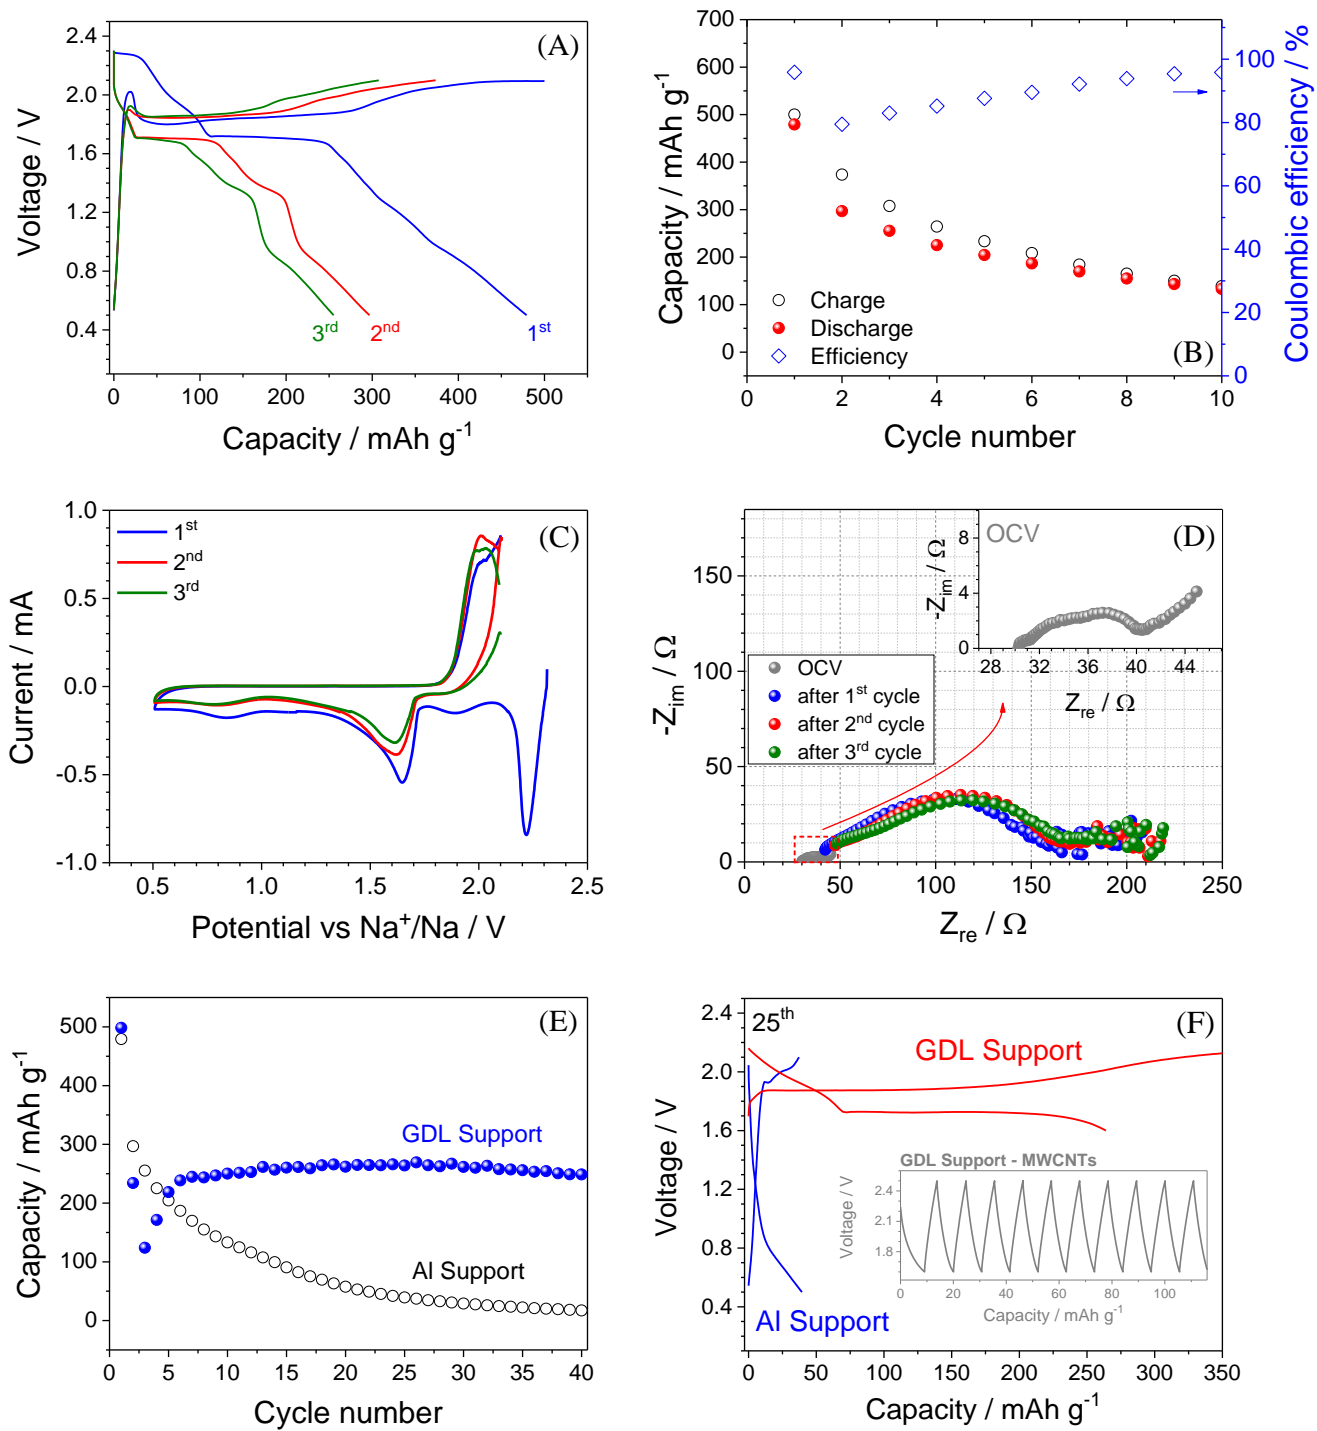 2.4
2.0
1.6
1.2
0.8
0.4
Voltage / V
(A)
3rd
2nd
1st
0 100 200 300 400 500
Capacity / mAh g-1
700
600
500
400
300
200
100
0
Capacity / mAh g-1
Charge
Discharge
Efficiency
(B)
100
80
60
40
20
0
Coulombic efficiency / %
0 2 4 6 8 10
Cycle number
1.0
0.5
0.0
-0.5
-1.0
Current / mA
1st
2nd
3rd
(C)
0.5 1.0 1.5 2.0 2.5
Potential vs Na+/Na / V
150
100
50
0
-Zim / Ω
OCV
after 1st cycle
after 2nd cycle
after 3rd cycle
(D)
OCV
8
4
0
-Zim / Ω
28 32 36 40 44
Zre / Ω
0 50 100 150 200 250
Zre / Ω
500
400
300
200
100
0
Capacity / mAh g-1
(E)
GDL Support
Al Support
0 5 10 15 20 25 30 35 40
Cycle number
2.4
2.0
1.6
1.2
0.8
0.4
Voltage / V
25th
(F)
GDL Support
Al Support
GDL Support - MWCNTs
2.4
2.1
1.8
Voltage / V
0 20 40 60 80 100
Capacity / mAh g-1
0 50 100 150 200 250 300 350
Capacity / mAh g-1